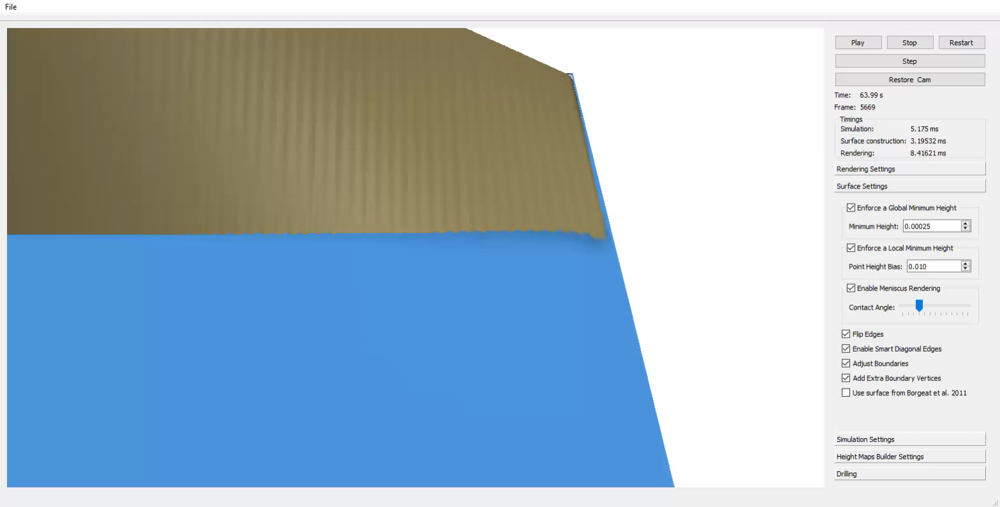 File
Play Stop Restart
Step
Restore Cam
Time: 63.99 s
Frame: 5669
Timings
Simulation: 5.175 ms
Surface construction: 3.19532 ms
Rendering: 8.41621 ms
Rendering Settings
Surface Settings
Enforce a Global Minimum Height
Minimum Height: 0.00025
Enforce a Local Minimum Height
Point Height Bias: 0.010
Enable Meniscus Rendering
Contact Angle:
Flip Edges
Enable Smart Diagonal Edges
Adjust Boundaries
Add Extra Boundary Vertices
Use surface from Borgeat et al. 2011
Simulation Settings
Height Maps Builder Settings
Drilling